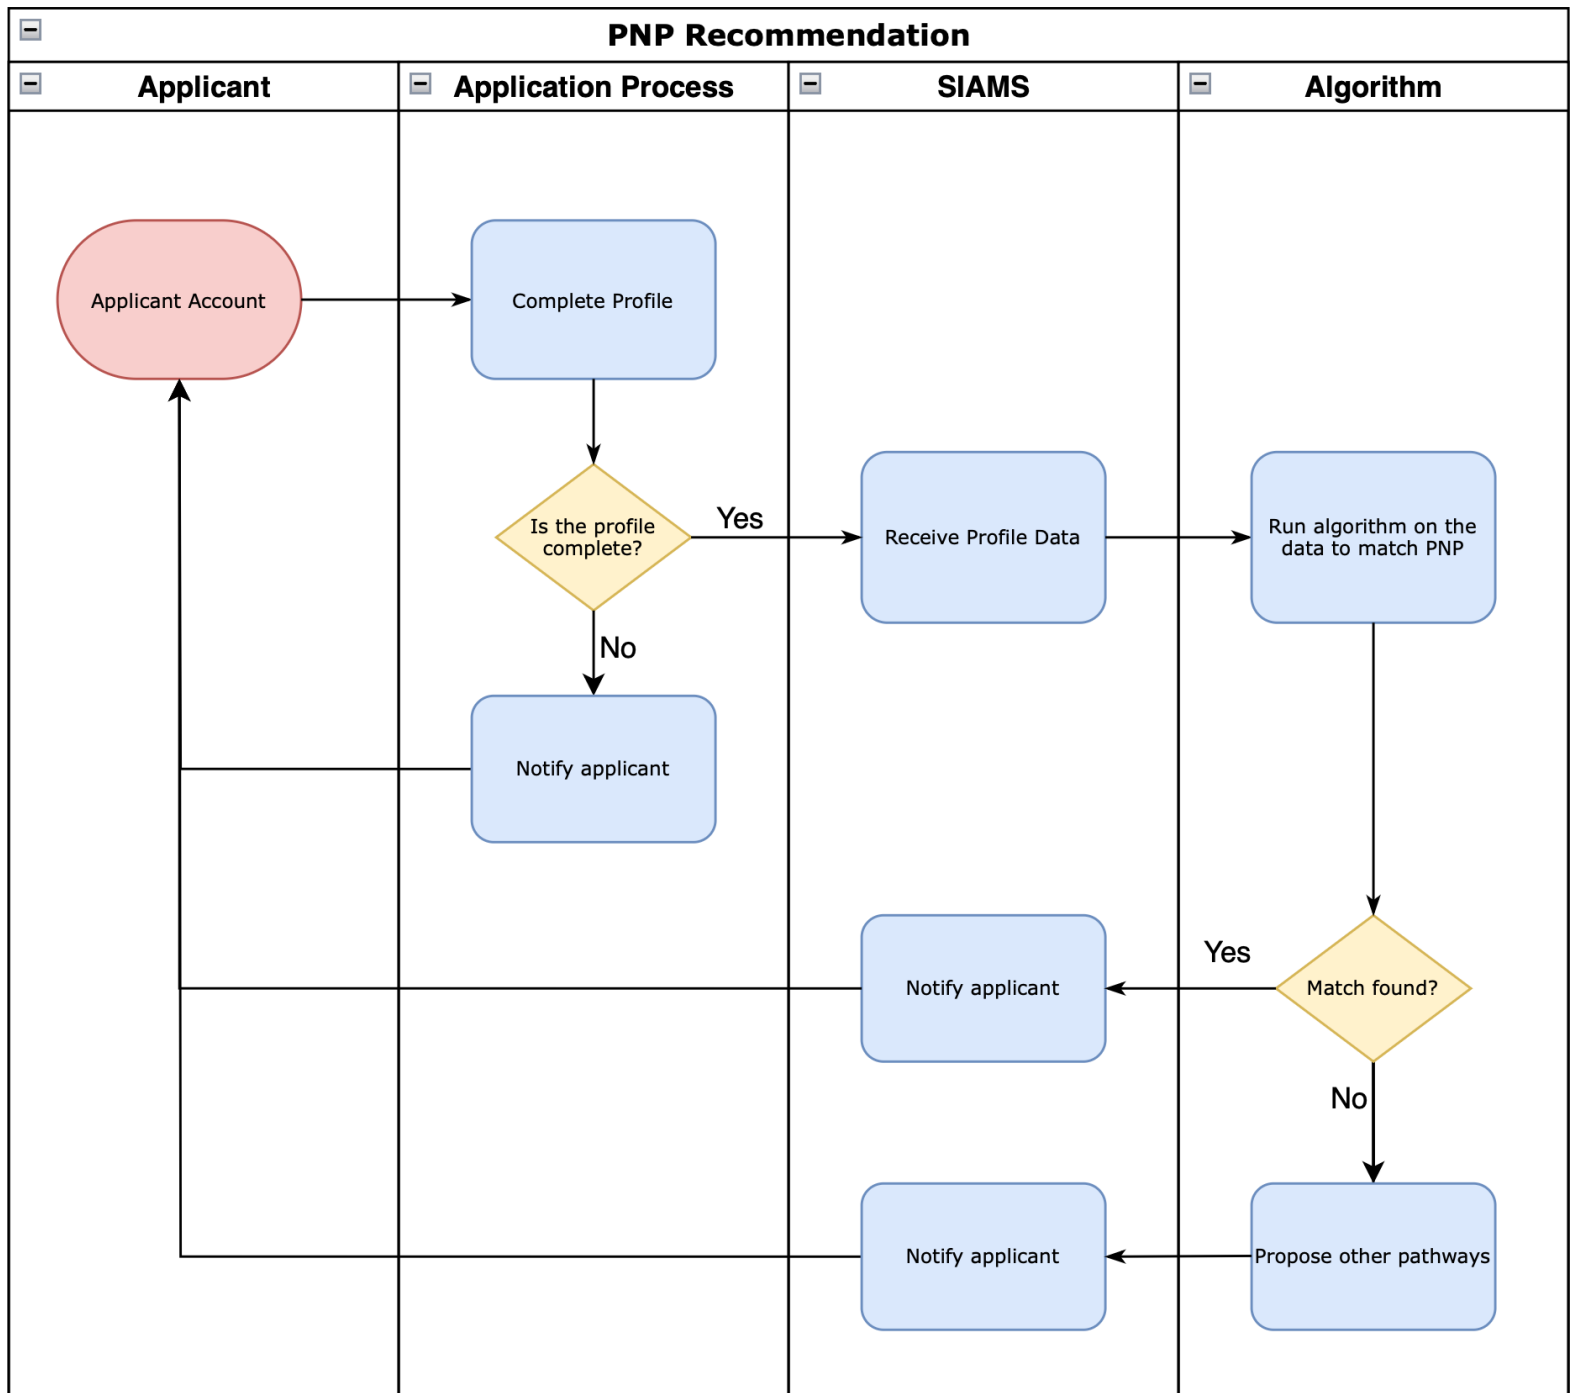 PNP Recommendation
Applicant
Application Process
SIAMS
Algorithm
Applicant Account
Complete Profile
Is the profile
complete?
Yes
Receive Profile Data
Run algorithm on the
data to match PNP
No
Notify applicant
Notify applicant
Yes
Match found?
No
Notify applicant
Propose other pathways